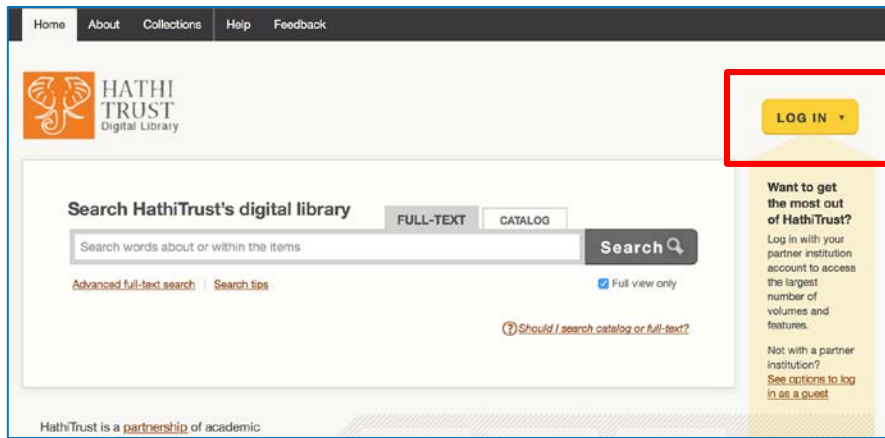 Home About Collections Help Feedback
HATHI
TRUST
Digital Library
LOG IN
Search HathiTrust's digital library
FULL-TEXT CATALOG
Search words about or within the items
Search
Advanced full-text search | Search tips
Full view only
Should I search catalog or full-text?
Want to get
the most out
of HathiTrust?
Log in with your
partner institution
account to access
the largest
number of
volumes and
features.
Not with a partner
institution?
See options to log
in as a guest
HathiTrust is a partnership of academic